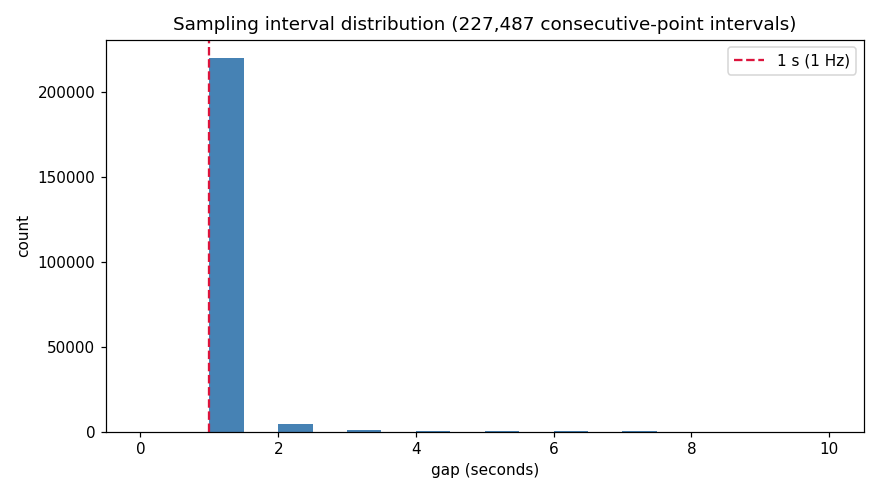 Sampling interval distribution (227,487 consecutive-point intervals)
1 s (1 Hz)
200000
150000
100000
50000
0
count
0 2 4 6 8 10
gap (seconds)